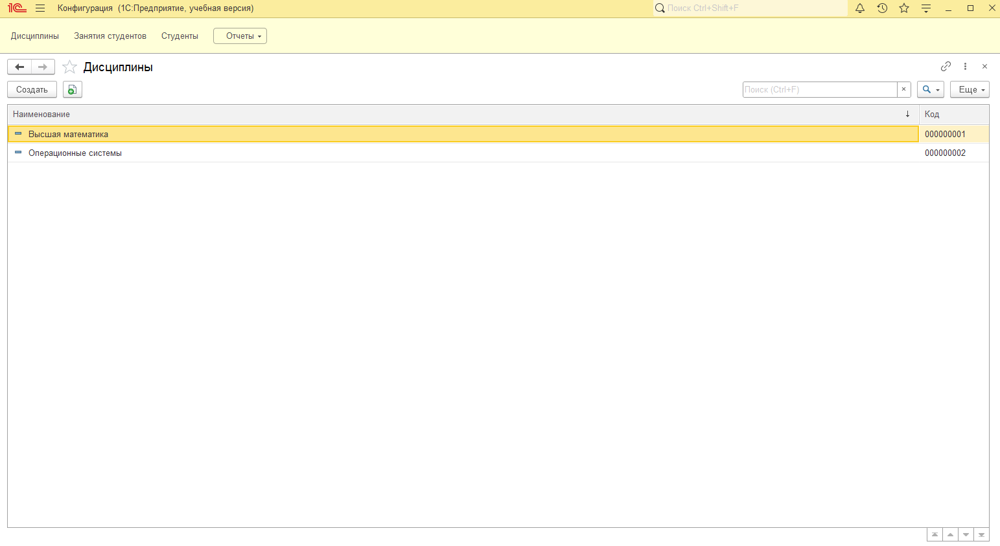 1С Конфигурация (1С:Предприятие, учебная версия) Поиск Ctrl+Shift+F
Дисциплины Занятия студентов Студенты Отчеты
Дисциплины
Создать Поиск (Ctrl+F) × Еще
Наименование ↓ Код
Высшая математика 000000001
Операционные системы 000000002